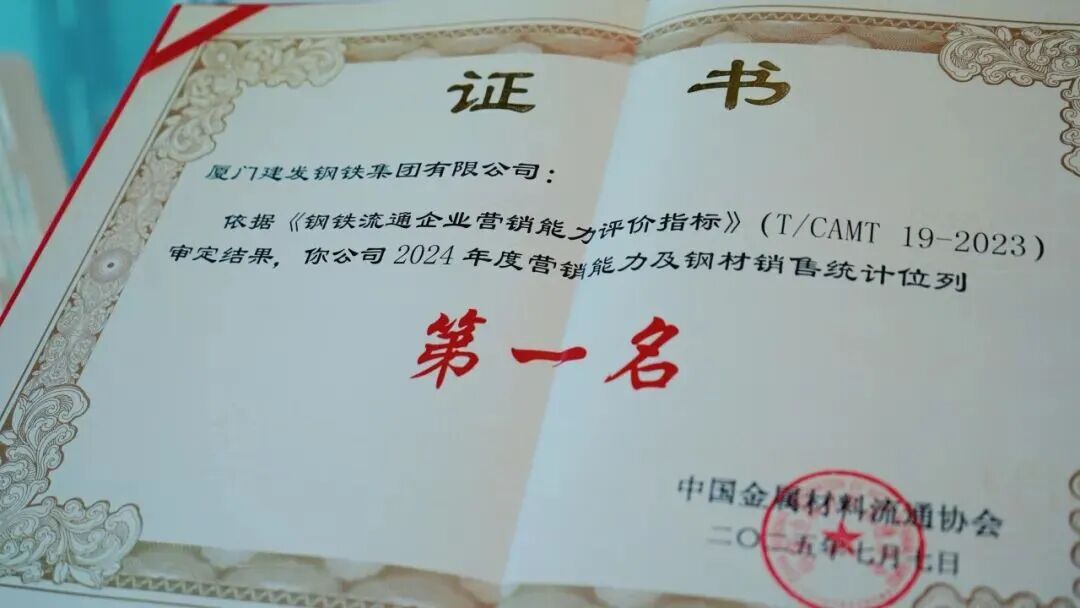 证 书
厦门建发钢铁集团有限公司：
依据《钢铁流通企业营销能力评价指标》（T/CAMT 19-2023）
审定结果，你公司 2024 年度营销能力及钢材销售统计位列
第一名
中国金属材料流通协会
二〇二五年七月七日